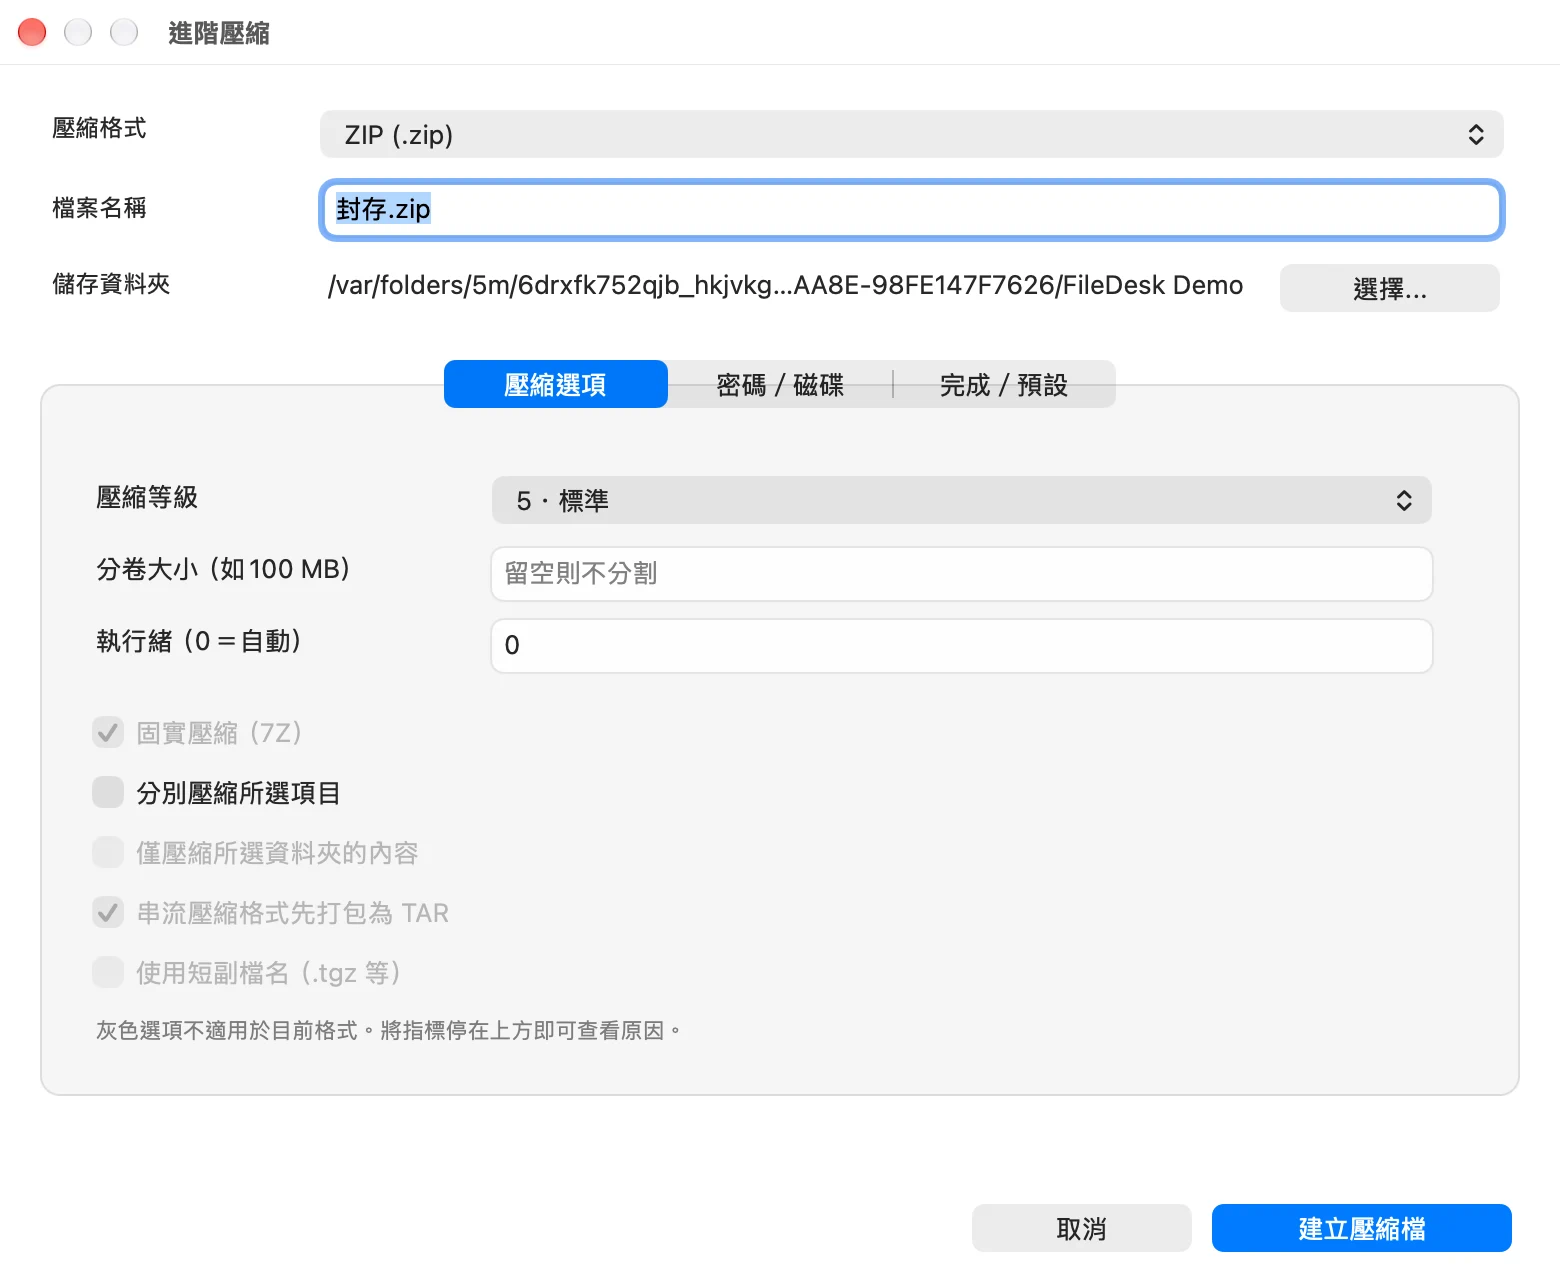 進階壓縮
壓縮格式
ZIP (.zip)
檔案名稱
封存.zip
儲存資料夾
/var/folders/5m/6drxfk752qjb_hkjvkg...AA8E-98FE147F7626/FileDesk Demo
選擇...
壓縮選項
密碼 / 磁碟
完成 / 預設
壓縮等級
5 · 標準
分卷大小（如 100 MB）
留空則不分割
執行緒（0＝自動）
0
固實壓縮（7Z）
分別壓縮所選項目
僅壓縮所選資料夾的內容
串流壓縮格式先打包為 TAR
使用短副檔名（.tgz 等）
灰色選項不適用於目前格式。將指標停在上方即可查看原因。
取消
建立壓縮檔